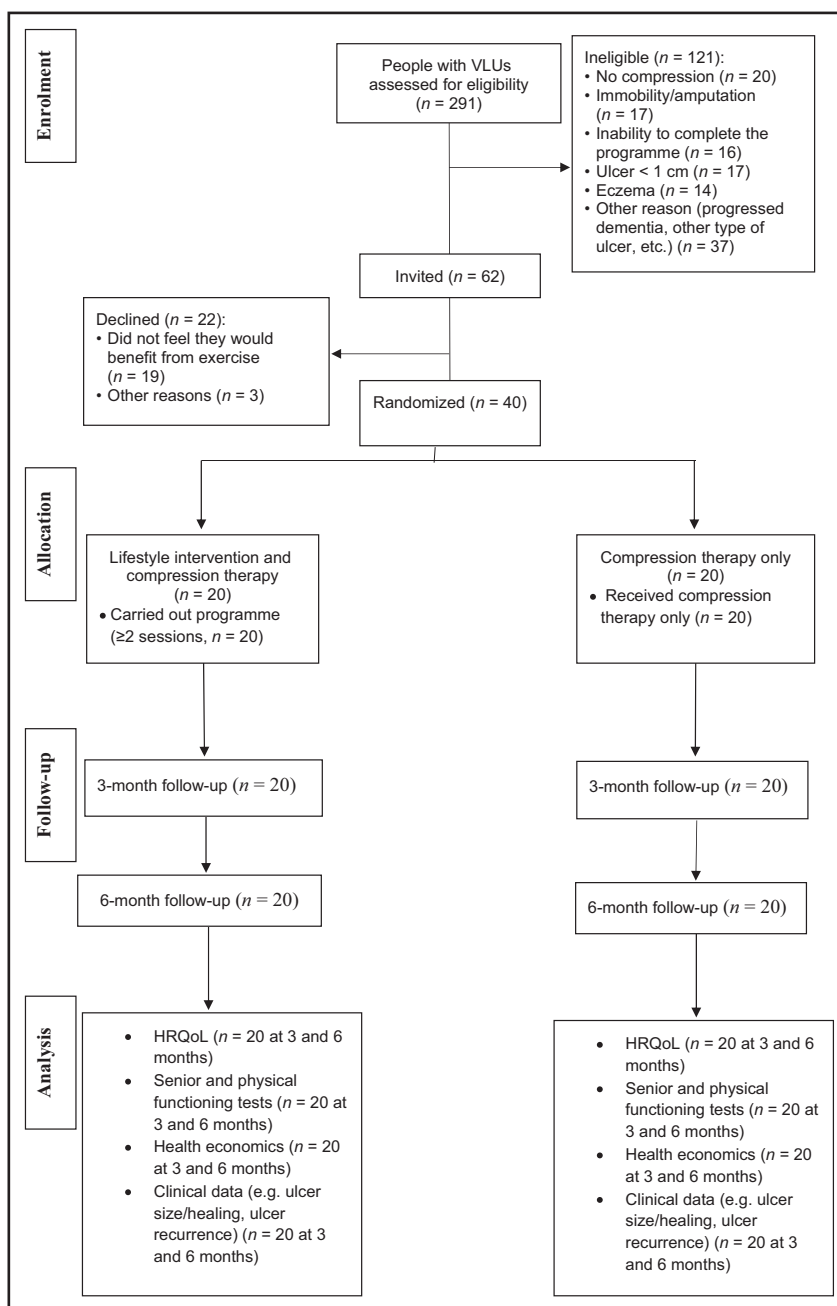 Enrolment
People with VLUs
assessed for eligibility
(n = 291)
Ineligible (n = 121):
• No compression (n = 20)
• Immobility/amputation
(n = 17)
• Inability to complete the
programme (n = 16)
• Ulcer < 1 cm (n = 17)
• Eczema (n = 14)
• Other reason (progressed
dementia, other type of
ulcer, etc.) (n = 37)
Invited (n = 62)
Declined (n = 22):
• Did not feel they would
benefit from exercise
(n = 19)
• Other reasons (n = 3)
Randomized (n = 40)
Allocation
Lifestyle intervention and
compression therapy
(n = 20)
• Carried out programme
(≥2 sessions, n = 20)
Compression therapy only
(n = 20)
• Received compression
therapy only (n = 20)
Follow-up
3-month follow-up (n = 20)
3-month follow-up (n = 20)
6-month follow-up (n = 20)
6-month follow-up (n = 20)
Analysis
• HRQoL (n = 20 at 3 and 6
months)
• Senior and physical
functioning tests (n = 20 at
3 and 6 months)
• Health economics (n = 20
at 3 and 6 months)
• Clinical data (e.g. ulcer
size/healing, ulcer
recurrence) (n = 20 at 3
and 6 months)
• HRQoL (n = 20 at 3 and 6
months)
• Senior and physical
functioning tests (n = 20 at
3 and 6 months)
• Health economics (n = 20
at 3 and 6 months)
• Clinical data (e.g. ulcer
size/healing, ulcer
recurrence) (n = 20 at 3
and 6 months)